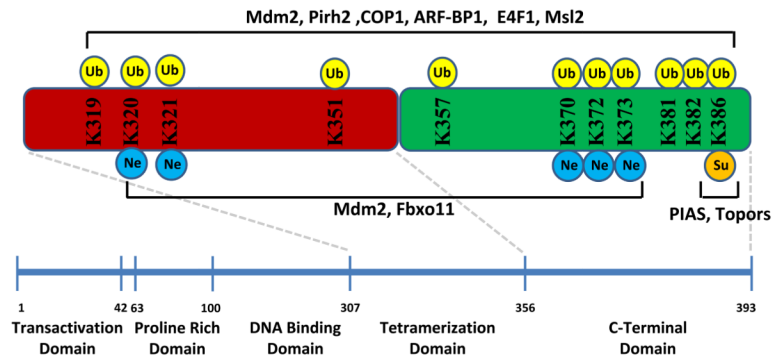 Mdm2, Pirh2 ,COP1, ARF-BP1, E4F1, Msl2
Ub Ub Ub Ub Ub Ub Ub Ub Ub Ub Ub
K319 K320 K321 K351 K357 K370 K372 K373 K381 K382 K386
Ne Ne Ne Ne Ne Su
Mdm2, Fbxo11
PIAS, Topors
1 42 63 100 307 356 393
Transactivation Proline Rich DNA Binding Tetramerization C-Terminal
Domain Domain Domain Domain Domain